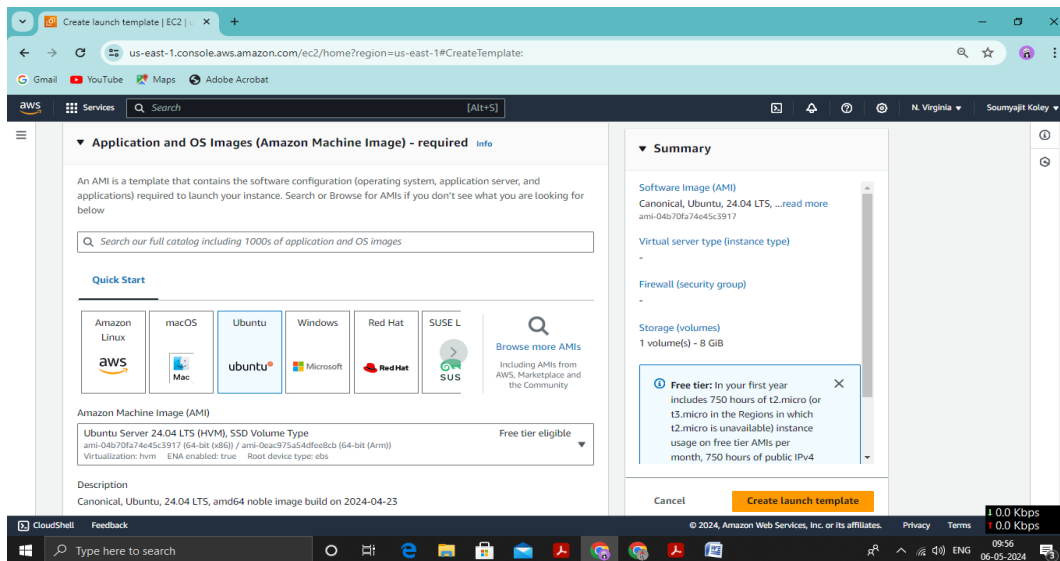 Create launch template | EC2 | u
us-east-1.console.aws.amazon.com/ec2/home?region=us-east-1#CreateTemplate:
Gmail YouTube Maps Adobe Acrobat
aws Services Search [Alt+S] N. Virginia Soumyajit Koley
Application and OS Images (Amazon Machine Image) - required Info
An AMI is a template that contains the software configuration (operating system, application server, and
applications) required to launch your instance. Search or Browse for AMIs if you don't see what you are looking for
below
Search our full catalog including 1000s of application and OS images
Quick Start
Amazon Linux
aws
macOS
Mac
Ubuntu
ubuntu
Windows
Microsoft
Red Hat
Red Hat
SUSE L
SUS
Browse more AMIs
Including AMIs from
AWS, Marketplace and
the Community
Amazon Machine Image (AMI)
Ubuntu Server 24.04 LTS (HVM), SSD Volume Type Free tier eligible
ami-04b70fa74e45c3917 (64-bit (x86)) / ami-0eac975a54dfee8cb (64-bit (Arm))
Virtualization: hvm ENA enabled: true Root device type: ebs
Description
Canonical, Ubuntu, 24.04 LTS, amd64 noble image build on 2024-04-23
Summary
Software Image (AMI)
Canonical, Ubuntu, 24.04 LTS, ...read more
ami-04b70fa74e45c3917
Virtual server type (instance type)
-
Firewall (security group)
-
Storage (volumes)
1 volume(s) - 8 GiB
Free tier: In your first year
includes 750 hours of t2.micro (or
t3.micro in the Regions in which
t2.micro is unavailable) instance
usage on free tier AMIs per
month, 750 hours of public IPv4
Cancel Create launch template
CloudShell Feedback © 2024, Amazon Web Services, Inc. or its affiliates. Privacy Terms
0.0 Kbps
0.0 Kbps
Type here to search ENG
09:56
06-05-2024
3